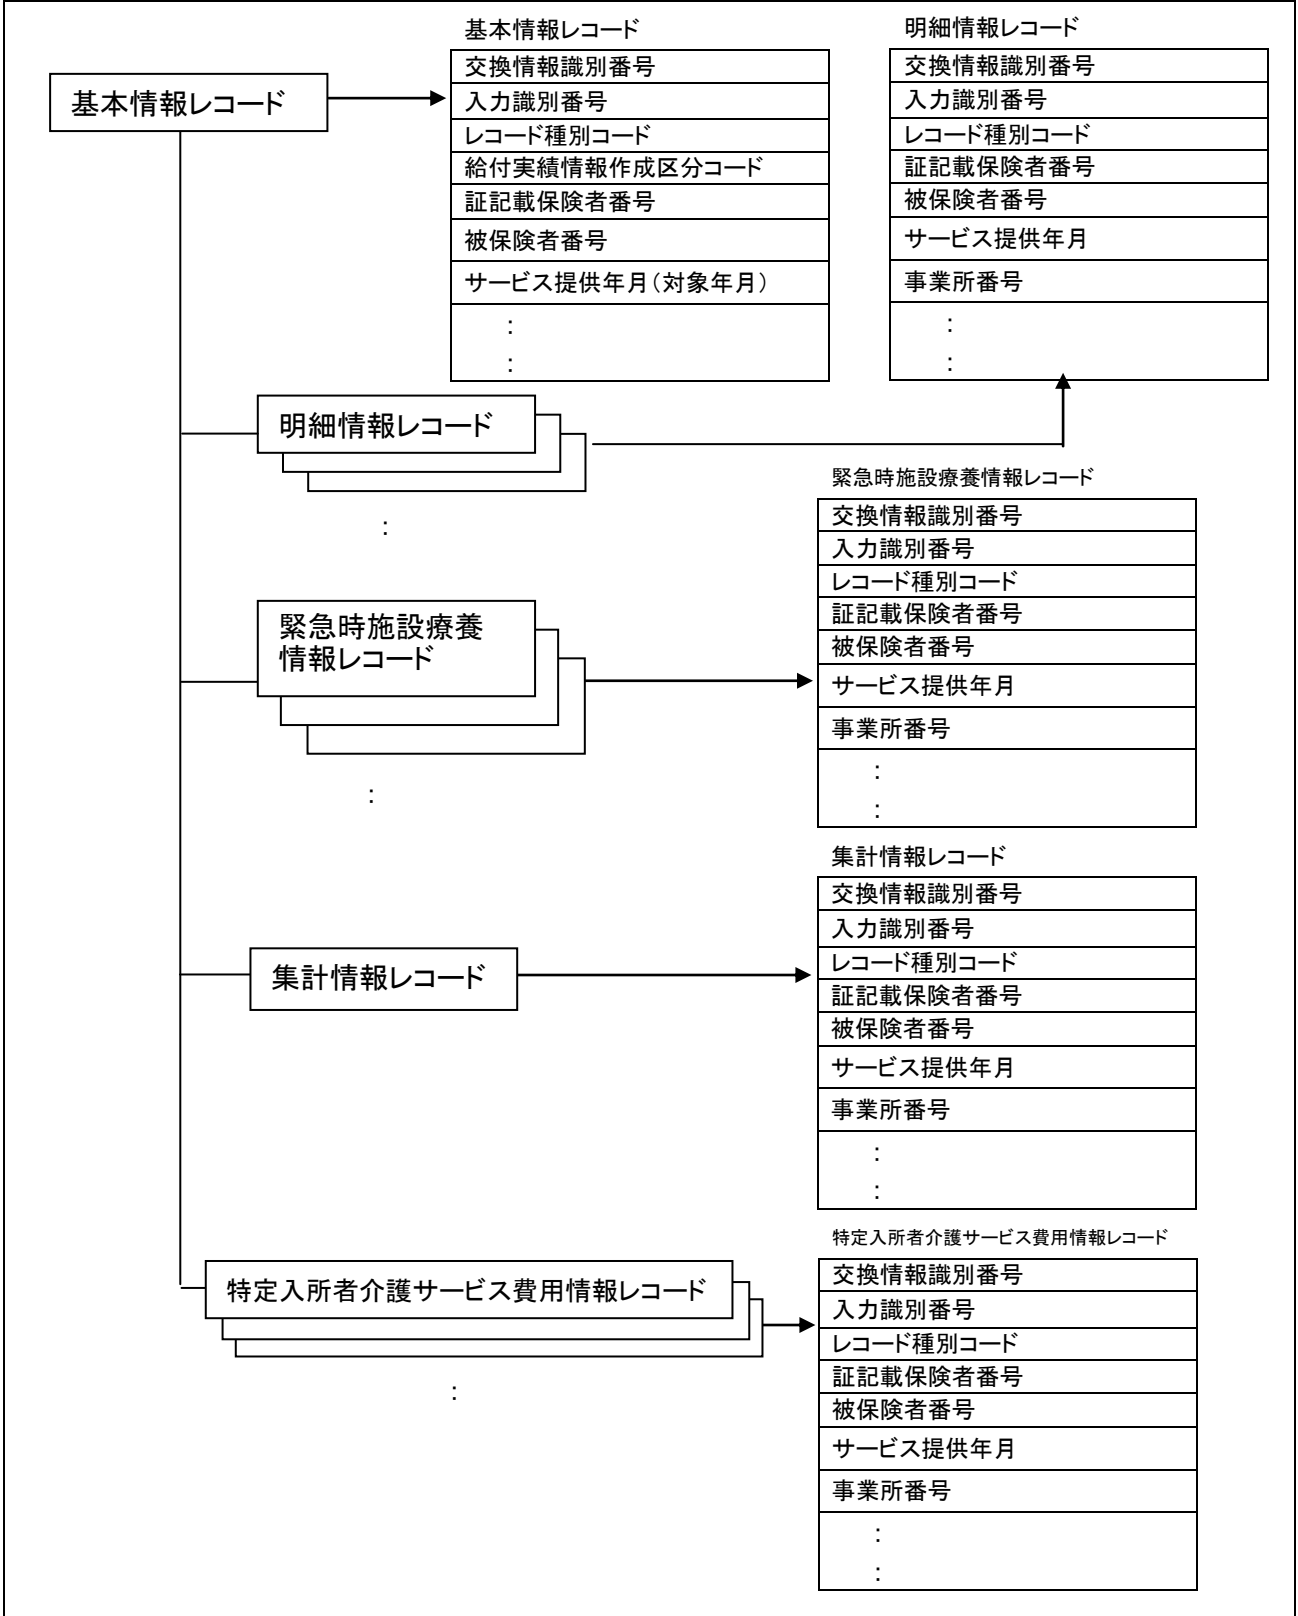 基本情報レコード
基本情報レコード
交換情報識別番号
入力識別番号
レコード種別コード
給付実績情報作成区分コード
証記載保険者番号
被保険者番号
サービス提供年月(対象年月)
:
:
明細情報レコード
交換情報識別番号
入力識別番号
レコード種別コード
証記載保険者番号
被保険者番号
サービス提供年月
事業所番号
:
:
明細情報レコード
:
緊急時施設療養
情報レコード
:
緊急時施設療養情報レコード
交換情報識別番号
入力識別番号
レコード種別コード
証記載保険者番号
被保険者番号
サービス提供年月
事業所番号
:
:
集計情報レコード
集計情報レコード
交換情報識別番号
入力識別番号
レコード種別コード
証記載保険者番号
被保険者番号
サービス提供年月
事業所番号
:
:
特定入所者介護サービス費用情報レコード
:
特定入所者介護サービス費用情報レコード
交換情報識別番号
入力識別番号
レコード種別コード
証記載保険者番号
被保険者番号
サービス提供年月
事業所番号
:
: